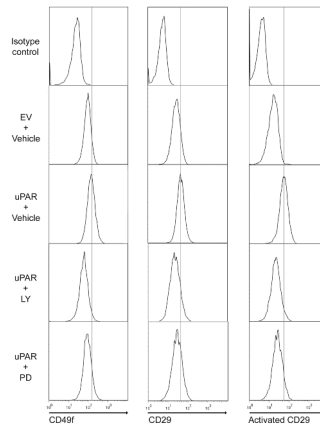 Isotype
control
EV
+
Vehicle
uPAR
+
Vehicle
uPAR
+
LY
uPAR
+
PD
CD49f
CD29
Activated CD29